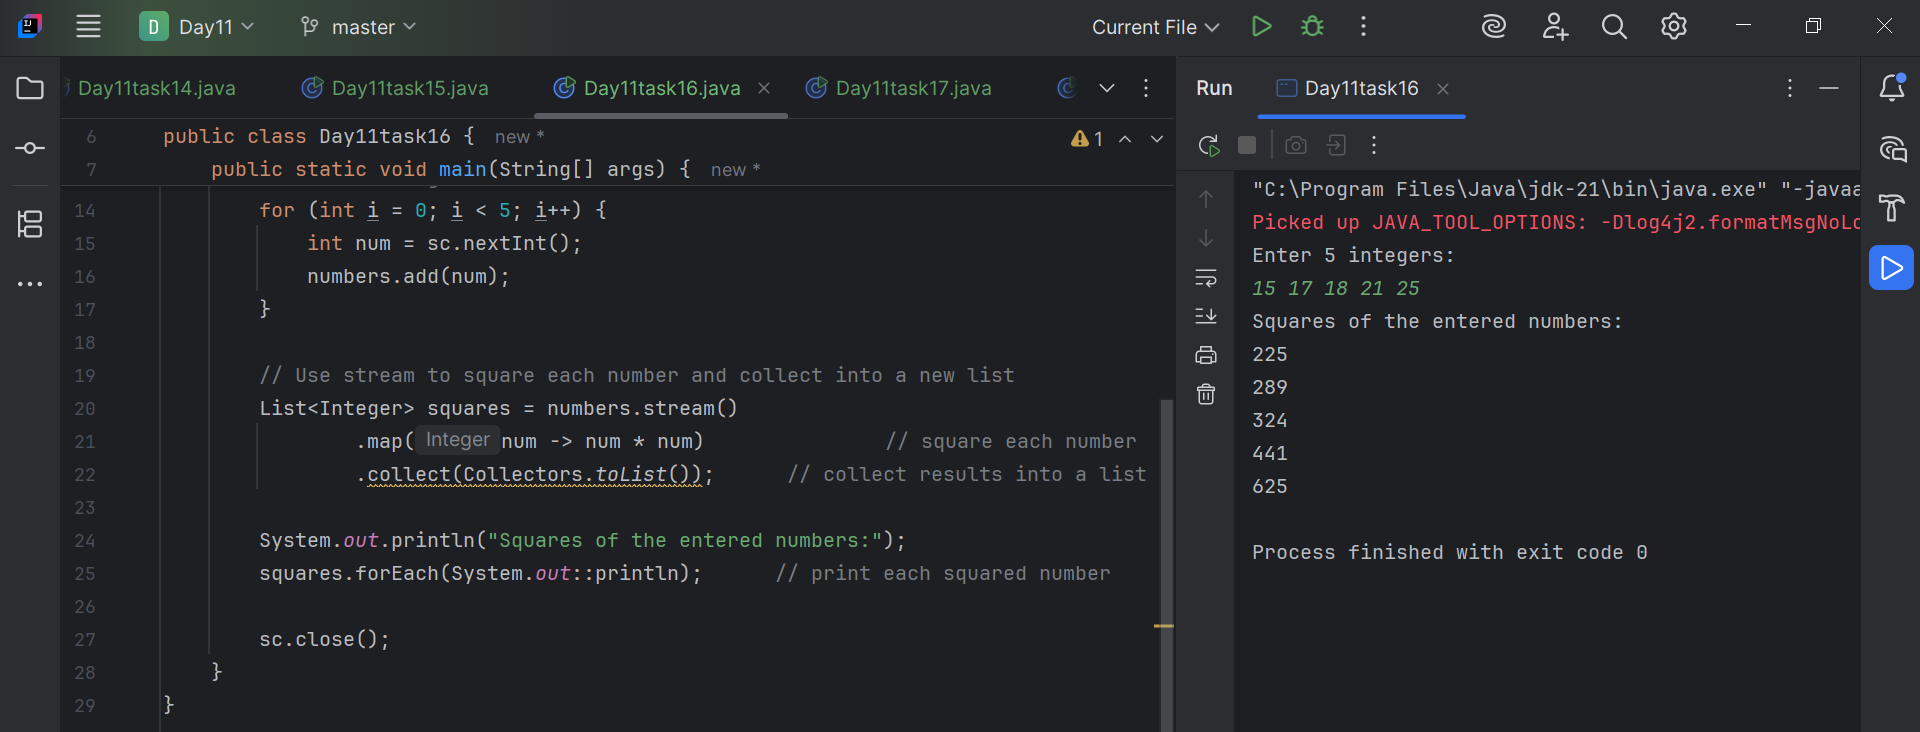 D Day11 master Current File
Day11task14.java Day11task15.java Day11task16.java Day11task17.java
6 public class Day11task16 { new *
1
7 public static void main(String[] args) { new *
14 for (int i = 0; i < 5; i++) {
15 int num = sc.nextInt();
16 numbers.add(num);
17 }
18
19 // Use stream to square each number and collect into a new list
20 List<Integer> squares = numbers.stream()
21 .map( Integer num -> num * num) // square each number
22 .collect(Collectors.toList()); // collect results into a list
23
24 System.out.println("Squares of the entered numbers:");
25 squares.forEach(System.out::println); // print each squared number
26
27 sc.close();
28 }
29 }
Run Day11task16
"C:\Program Files\Java\jdk-21\bin\java.exe" "-javaa
Picked up JAVA_TOOL_OPTIONS: -Dlog4j2.formatMsgNoLo
Enter 5 integers:
15 17 18 21 25
Squares of the entered numbers:
225
289
324
441
625
Process finished with exit code 0